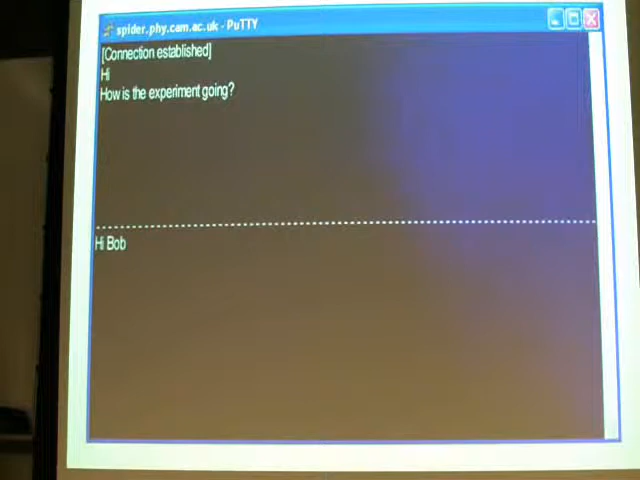 spider.phy.cam.ac.uk - PuTTY
[Connection established]
Hi
How is the experiment going?
Hi Bob